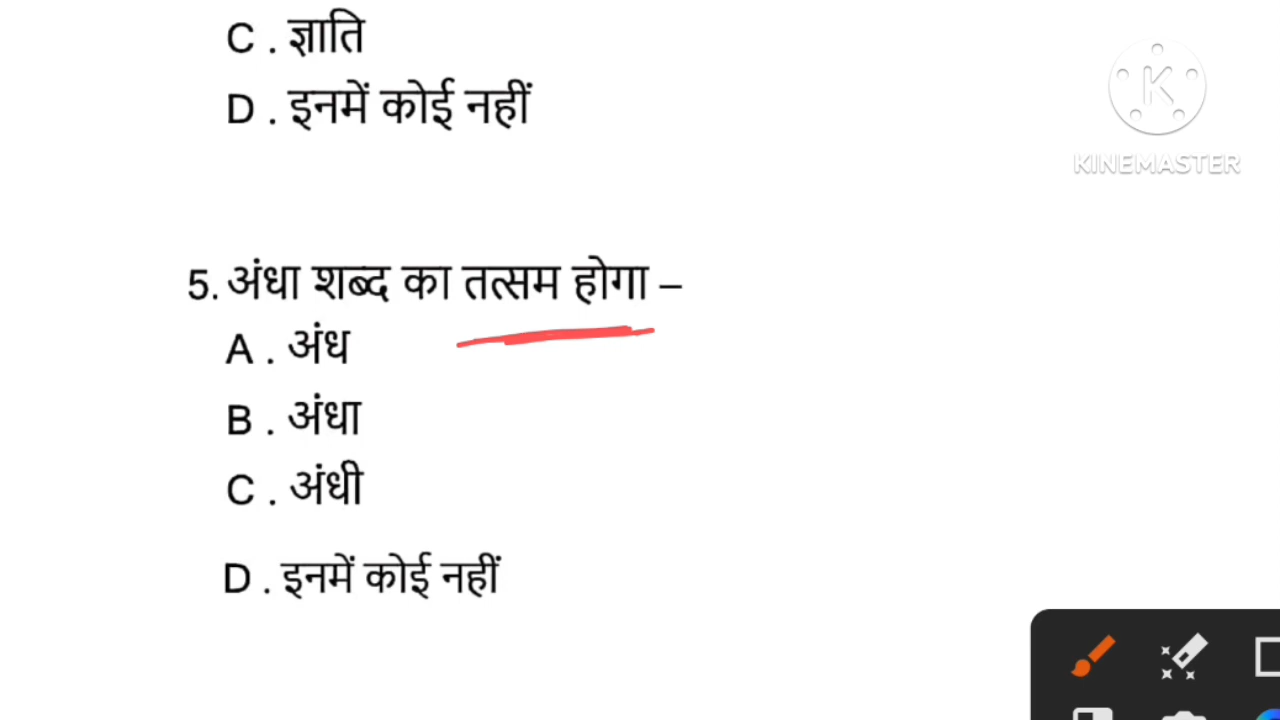 C . ज्ञाति
D . इनमें कोई नहीं
KINEMASTER
5. अंधा शब्द का तत्सम होगा –
A . अंध
B . अंधा
C . अंधी
D . इनमें कोई नहीं